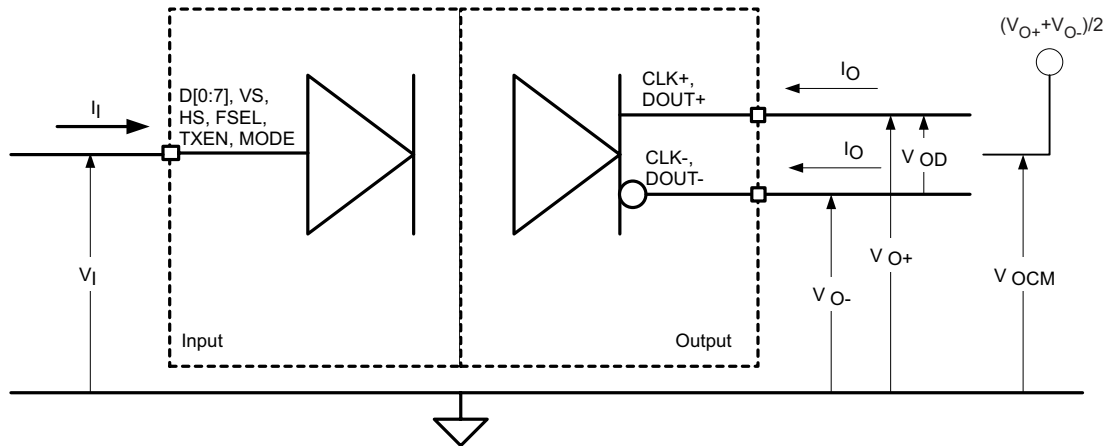 (VO++VO-)/2
II
D[0:7], VS,
HS, FSEL,
TXEN, MODE
CLK+,
DOUT+
IO
CLK-,
DOUT-
IO
V OD
VI
V O+
V O-
V OCM
Input
Output